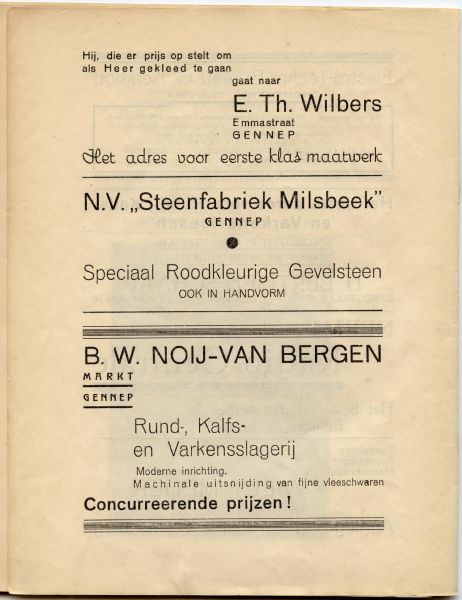 Hij, die er prijs op stelt om
als Heer gekleed te gaan
gaat naar
E. Th. Wilbers
Emmastraat
GENNEP
Het adres voor eerste klas maatwerk
N.V. „Steenfabriek Milsbeek”
GENNEP
Speciaal Roodkleurige Gevelsteen
OOK IN HANDVORM
B. W. NOIJ-VAN BERGEN
MARKT
GENNEP
Rund-, Kalfs-
en Varkensslagerij
Moderne inrichting.
Machinale uitsnijding van fijne vleeschwaren
Concurreerende prijzen!